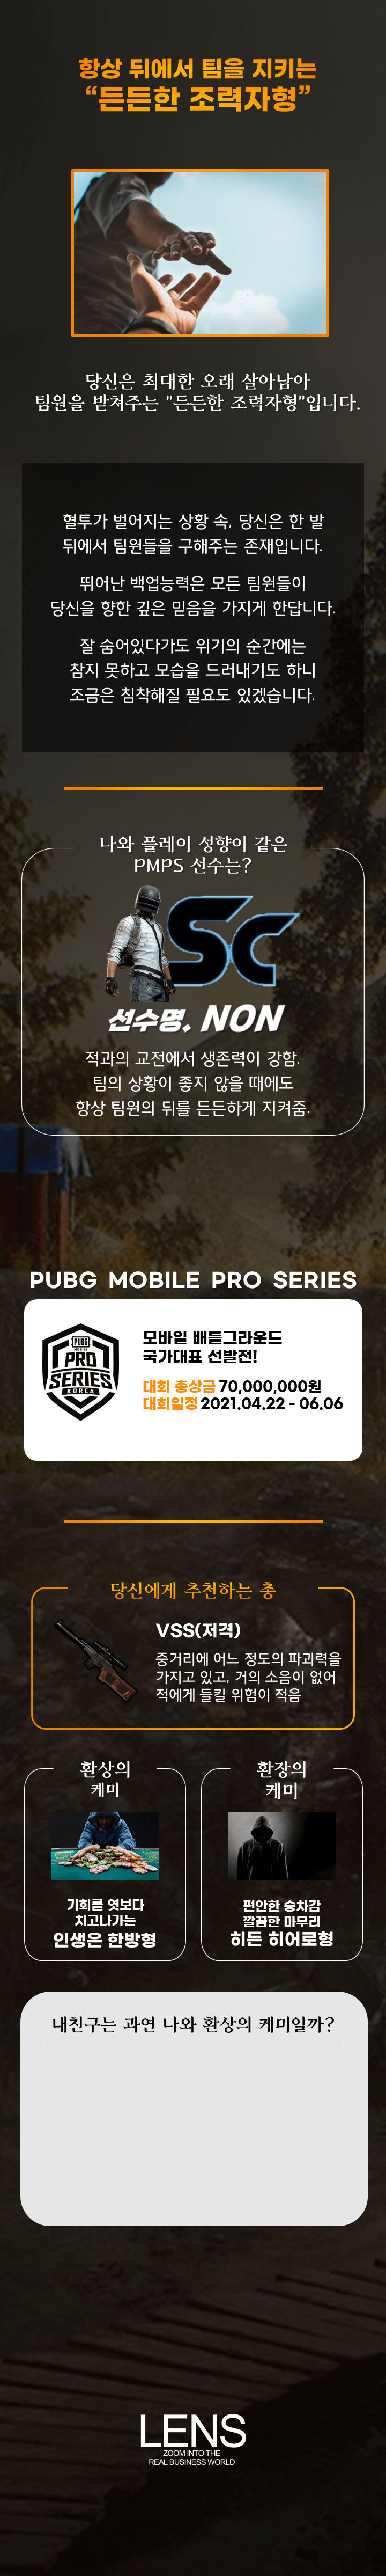 항상 뒤에서 팀을 지키는
“든든한 조력자형”
당신은 최대한 오래 살아남아
팀원을 받쳐주는 "든든한 조력자형"입니다.
혈투가 벌어지는 상황 속, 당신은 한 발
뒤에서 팀원들을 구해주는 존재입니다.
뛰어난 백업능력은 모든 팀원들이
당신을 향한 깊은 믿음을 가지게 한답니다.
잘 숨어있다가도 위기의 순간에는
참지 못하고 모습을 드러내기도 하니
조금은 침착해질 필요도 있겠습니다.
나와 플레이 성향이 같은
PMPS 선수는?
SC
선수명. NON
적과의 교전에서 생존력이 강함.
팀의 상황이 좋지 않을 때에도
항상 팀원의 뒤를 든든하게 지켜줌.
PUBG MOBILE PRO SERIES
PUBG
MOBILE
PRO
SERIES
KOREA
모바일 배틀그라운드
국가대표 선발전!
대회 총상금 70,000,000원
대회일정 2021.04.22 - 06.06
당신에게 추천하는 총
VSS(저격)
중거리에 어느 정도의 파괴력을
가지고 있고, 거의 소음이 없어
적에게 들킬 위험이 적음
환상의
케미
기회를 엿보다
치고나가는
인생은 한방형
환장의
케미
편안한 승차감
깔끔한 마무리
히든 히어로형
내친구는 과연 나와 환상의 케미일까?
LENS
ZOOM INTO THE
REAL BUSINESS WORLD